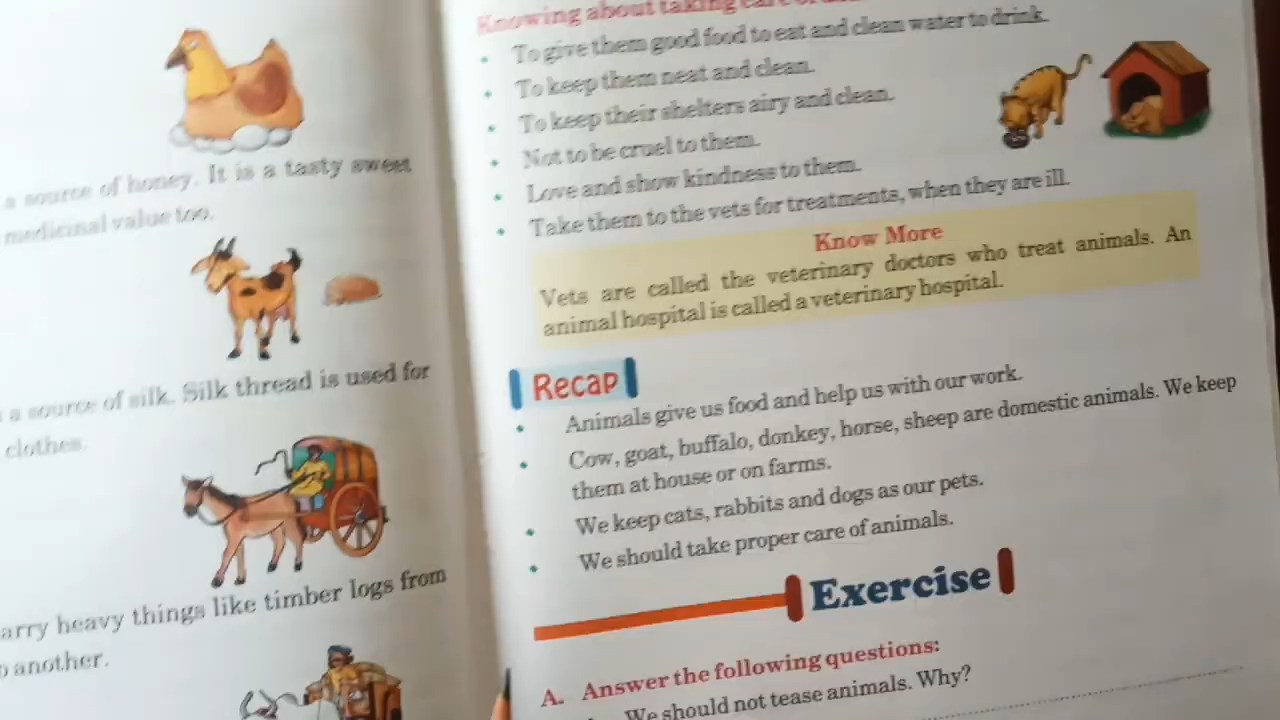 a source of honey. It is a tasty sweet
medicinal value too.
a source of silk. Silk thread is used for
clothes.
arry heavy things like timber logs from
another.
Knowing about taking care of
• To give them good food to eat and clean water to drink.
• To keep them neat and clean.
• To keep their shelters airy and clean.
• Not to be cruel to them.
• Love and show kindness to them.
• Take them to the vets for treatments, when they are ill.
Know More
Vets are called the veterinary doctors who treat animals. An
animal hospital is called a veterinary hospital.
Recap
• Animals give us food and help us with our work.
• Cow, goat, buffalo, donkey, horse, sheep are domestic animals. We keep
them at house or on farms.
• We keep cats, rabbits and dogs as our pets.
• We should take proper care of animals.
Exercise
A. Answer the following questions:
We should not tease animals. Why?